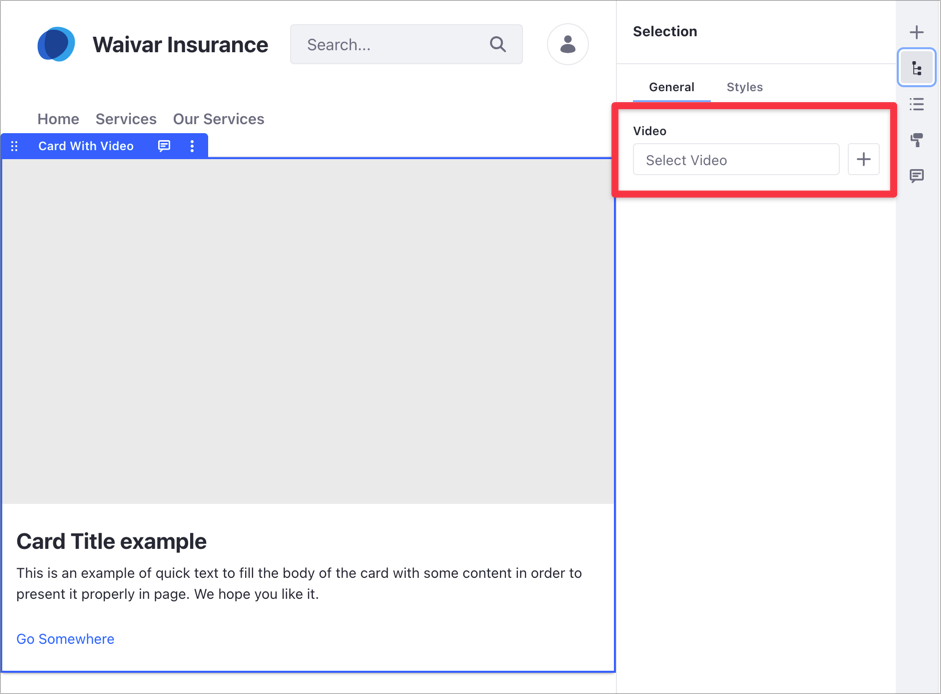 Waivar Insurance
Search...
Home Services Our Services
Card With Video
Card Title example
This is an example of quick text to fill the body of the card with some content in order to
present it properly in page. We hope you like it.
Go Somewhere
Selection
General Styles
Video
Select Video